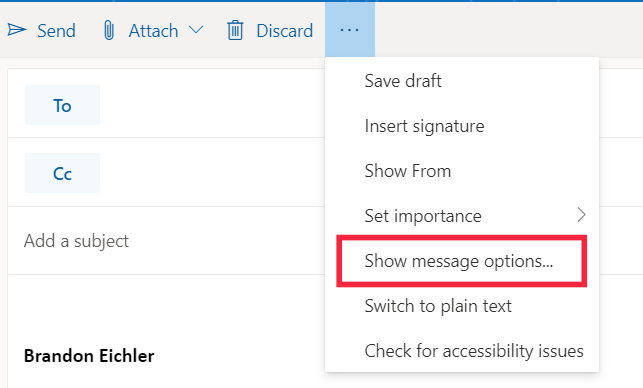 Send Attach Discard ...
To
Cc
Add a subject
Brandon Eichler
Save draft
Insert signature
Show From
Set importance
Show message options...
Switch to plain text
Check for accessibility issues